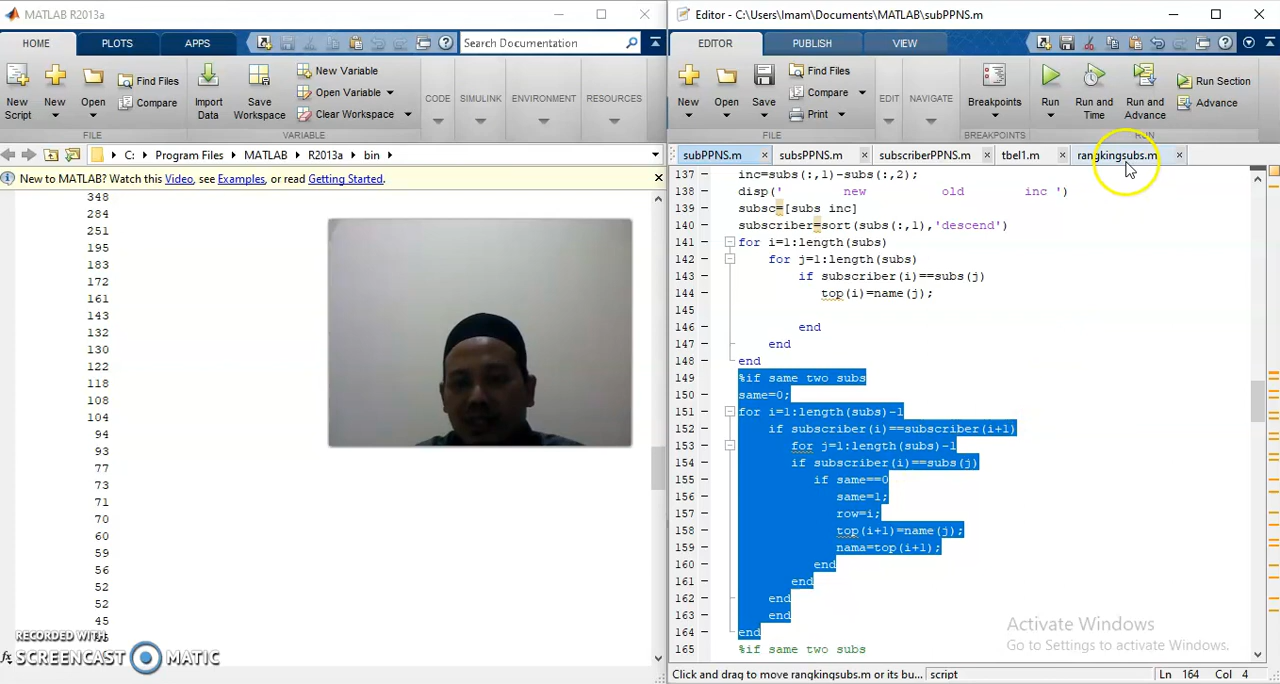 MATLAB R2013a
HOME PLOTS APPS Search Documentation
New Script
New
Open
Find Files
Compare
Import Data
Save Workspace
New Variable
Open Variable
Clear Workspace
CODE SIMULINK ENVIRONMENT RESOURCES
FILE VARIABLE
C: Program Files MATLAB R2013a bin
New to MATLAB? Watch this Video, see Examples, or read Getting Started.
348
284
251
195
183
172
161
143
132
130
122
118
108
104
94
93
77
73
71
70
60
59
56
52
52
45
RECORDED WITH
SCREENCAST MATIC
Editor - C:\Users\Imam\Documents\MATLAB\subPPNS.m
EDITOR PUBLISH VIEW
New
Open
Save
Find Files
Compare
Print
EDIT NAVIGATE
Breakpoints
Run
Run and Time
Run and Advance
Run Section
Advance
FILE BREAKPOINTS RUN
subPPNS.m subsPPNS.m subscriberPPNS.m tbel1.m rangkingsubs.m
137 inc=subs(:,1)-subs(:,2);
138 disp(' new old inc ')
139 subsc=[subs inc]
140 subscriber=sort(subs(:,1),'descend')
141 for i=1:length(subs)
142 for j=1:length(subs)
143 if subscriber(i)==subs(j)
144 top(i)=name(j);
145
146 end
147 end
148 end
149 %if same two subs
150 same=0;
151 for i=1:length(subs)-1
152 if subscriber(i)==subscriber(i+1)
153 for j=1:length(subs)-1
154 if subscriber(i)==subs(j)
155 if same==0
156 same=1;
157 row=i;
158 top(i+1)=name(j);
159 nama=top(i+1);
160 end
161 end
162 end
163 end
164 end
165 %if same two subs
Activate Windows
Go to Settings to activate Windows.
Click and drag to move rangkingsubs.m or its bu... script Ln 164 Col 4